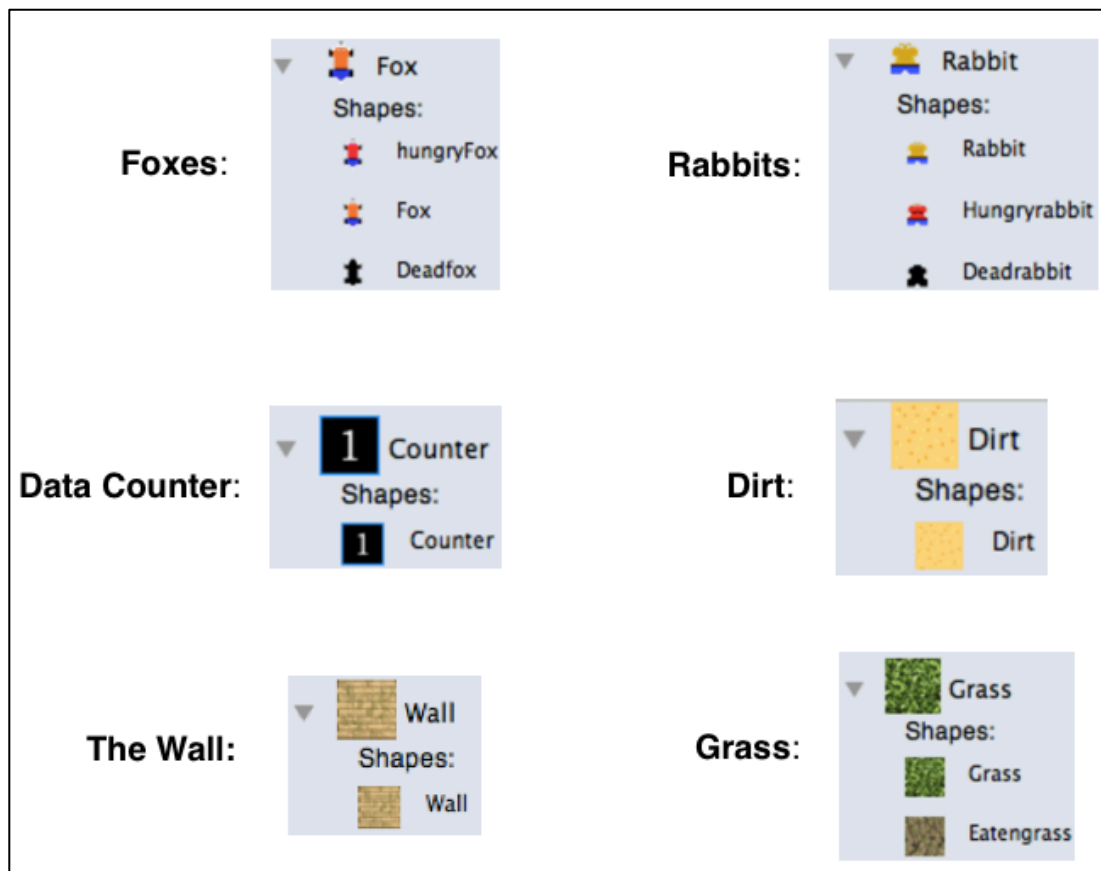 Foxes:
Fox
Shapes:
hungryFox
Fox
Deadfox
Rabbits:
Rabbit
Shapes:
Rabbit
Hungryrabbit
Deadrabbit
Data Counter:
1 Counter
Shapes:
1 Counter
Dirt:
Dirt
Shapes:
Dirt
The Wall:
Wall
Shapes:
Wall
Grass:
Grass
Shapes:
Grass
Eatengrass